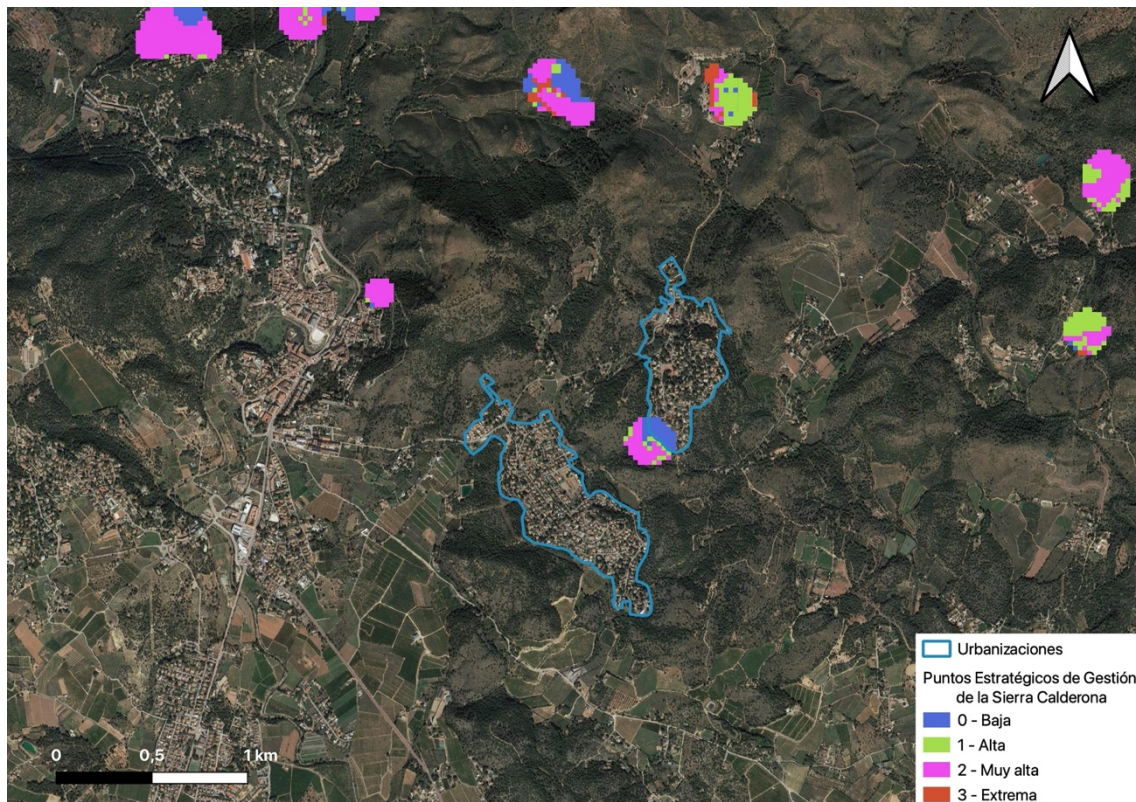 0
0,5
1 km
Urbanizaciones
Puntos Estratégicos de Gestión
de la Sierra Calderona
0 - Baja
1 - Alta
2 - Muy alta
3 - Extrema